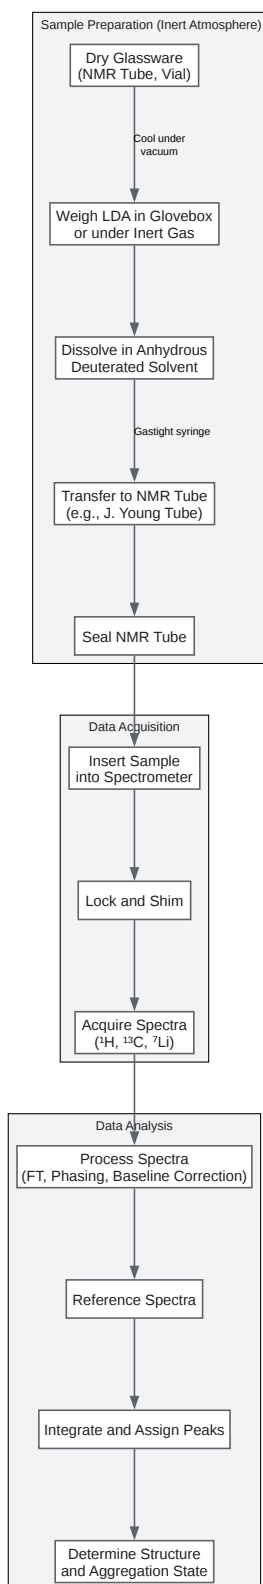 Sample Preparation (Inert Atmosphere)
Dry Glassware
(NMR Tube, Vial)
Cool under
vacuum
Weigh LDA in Glovebox
or under Inert Gas
Dissolve in Anhydrous
Deuterated Solvent
Gastight syringe
Transfer to NMR Tube
(e.g., J. Young Tube)
Seal NMR Tube
Data Acquisition
Insert Sample
into Spectrometer
Lock and Shim
Acquire Spectra
(¹H, ¹³C, ⁷Li)
Data Analysis
Process Spectra
(FT, Phasing, Baseline Correction)
Reference Spectra
Integrate and Assign Peaks
Determine Structure
and Aggregation State